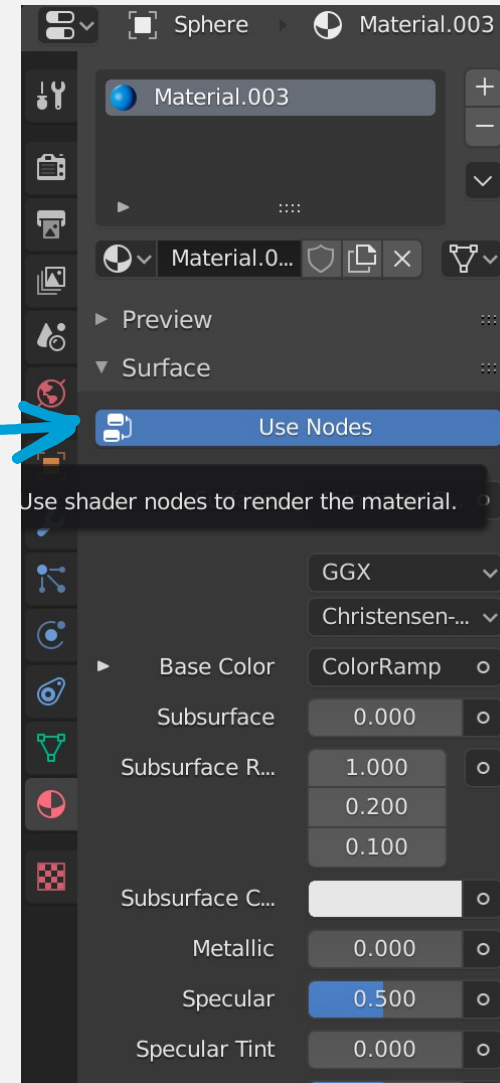 Sphere Material.003
Material.003
Material.0...
Preview
Surface
Use Nodes
Use shader nodes to render the material.
GGX
Christensen-...
Base Color ColorRamp
Subsurface 0.000
Subsurface R... 1.000
0.200
0.100
Subsurface C...
Metallic 0.000
Specular 0.500
Specular Tint 0.000